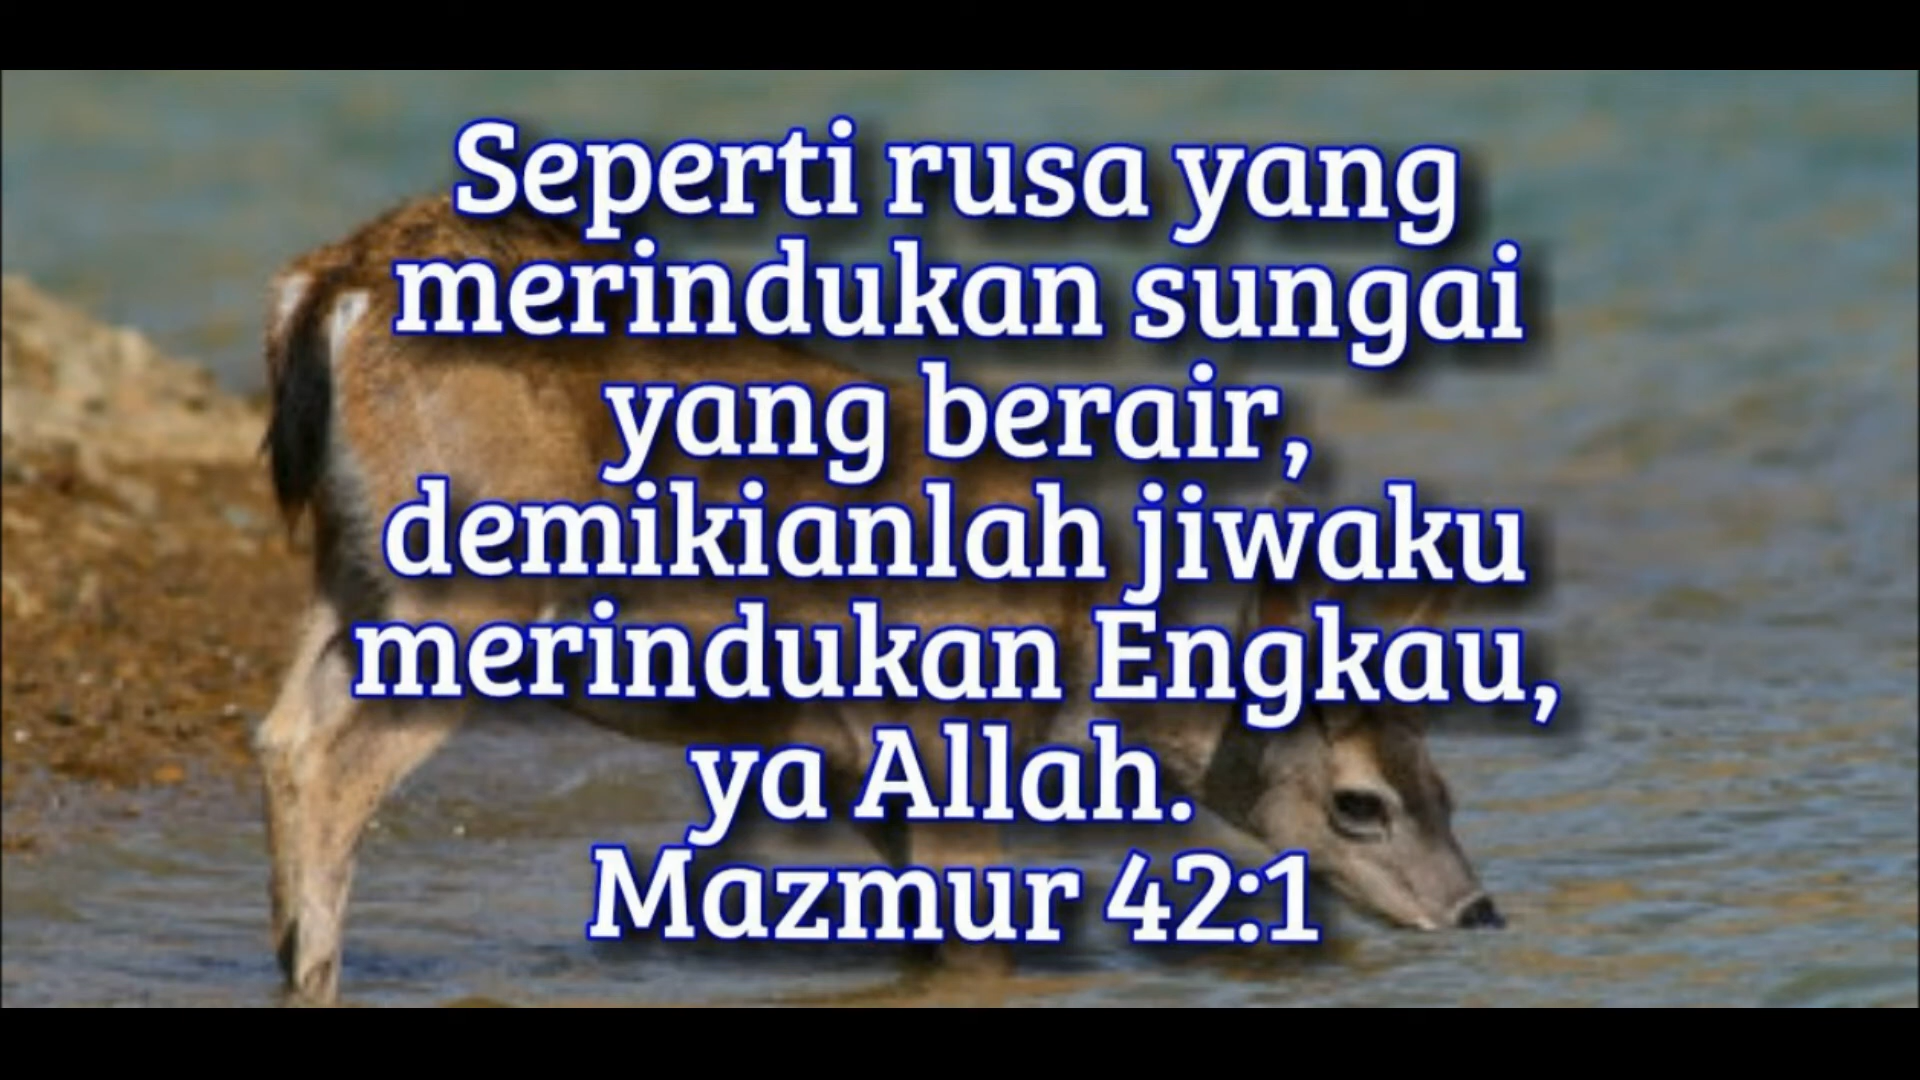 Seperti rusa yang
merindukan sungai
yang berair,
demikianlah jiwaku
merindukan Engkau,
ya Allah.
Mazmur 42:1